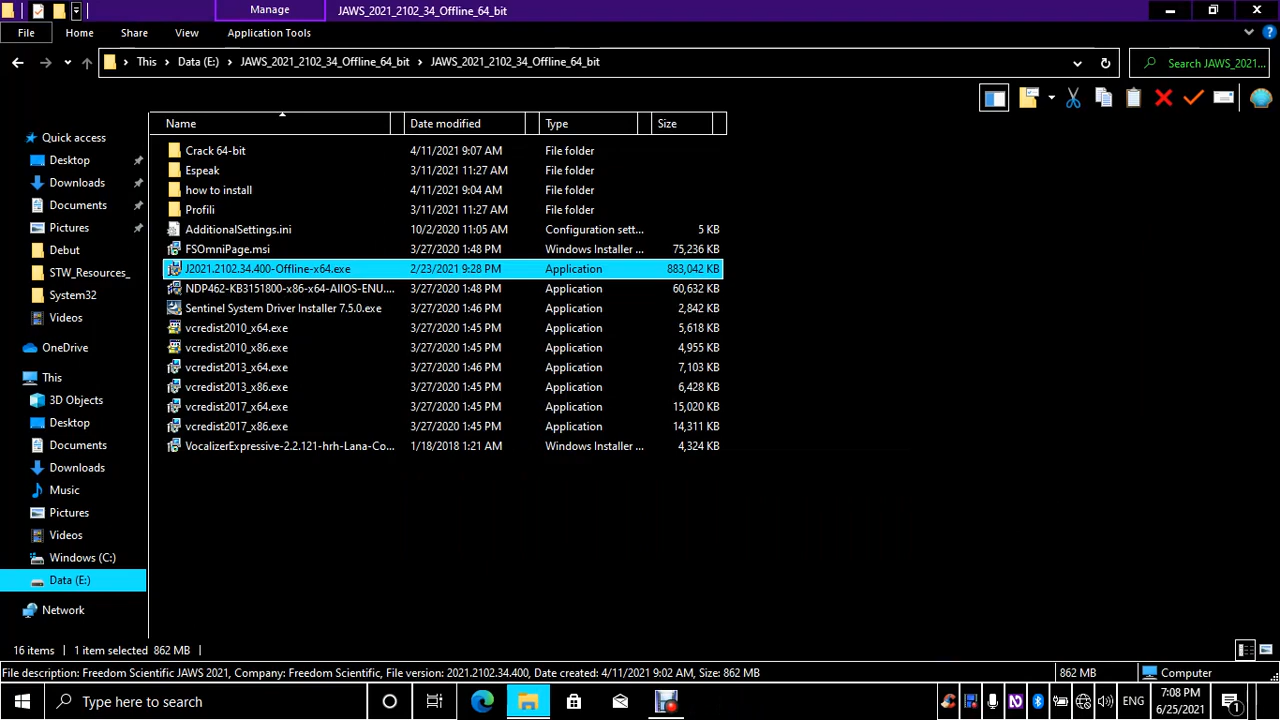 Manage JAWS_2021_2102_34_Offline_64_bit
File Home Share View Application Tools
This Data (E:) JAWS_2021_2102_34_Offline_64_bit JAWS_2021_2102_34_Offline_64_bit Search JAWS_2021...
Name Date modified Type Size
Quick access
Desktop
Downloads
Documents
Pictures
Debut
STW_Resources_
System32
Videos
OneDrive
This
3D Objects
Desktop
Documents
Downloads
Music
Pictures
Videos
Windows (C:)
Data (E:)
Network
Crack 64-bit 4/11/2021 9:07 AM File folder
Espeak 3/11/2021 11:27 AM File folder
how to install 4/11/2021 9:04 AM File folder
Profili 3/11/2021 11:27 AM File folder
AdditionalSettings.ini 10/2/2020 11:05 AM Configuration sett... 5 KB
FSOmniPage.msi 3/27/2020 1:48 PM Windows Installer ... 75,236 KB
J2021.2102.34.400-Offline-x64.exe 2/23/2021 9:28 PM Application 883,042 KB
NDP462-KB3151800-x86-x64-AllOS-ENU.... 3/27/2020 1:48 PM Application 60,632 KB
Sentinel System Driver Installer 7.5.0.exe 3/27/2020 1:46 PM Application 2,842 KB
vcredist2010_x64.exe 3/27/2020 1:45 PM Application 5,618 KB
vcredist2010_x86.exe 3/27/2020 1:45 PM Application 4,955 KB
vcredist2013_x64.exe 3/27/2020 1:46 PM Application 7,103 KB
vcredist2013_x86.exe 3/27/2020 1:45 PM Application 6,428 KB
vcredist2017_x64.exe 3/27/2020 1:45 PM Application 15,020 KB
vcredist2017_x86.exe 3/27/2020 1:45 PM Application 14,311 KB
VocalizerExpressive-2.2.121-hrh-Lana-Co... 1/18/2018 1:21 AM Windows Installer ... 4,324 KB
16 items 1 item selected 862 MB
File description: Freedom Scientific JAWS 2021, Company: Freedom Scientific, File version: 2021.2102.34.400, Date created: 4/11/2021 9:02 AM, Size: 862 MB 862 MB Computer
Type here to search ENG 7:08 PM
6/25/2021 1